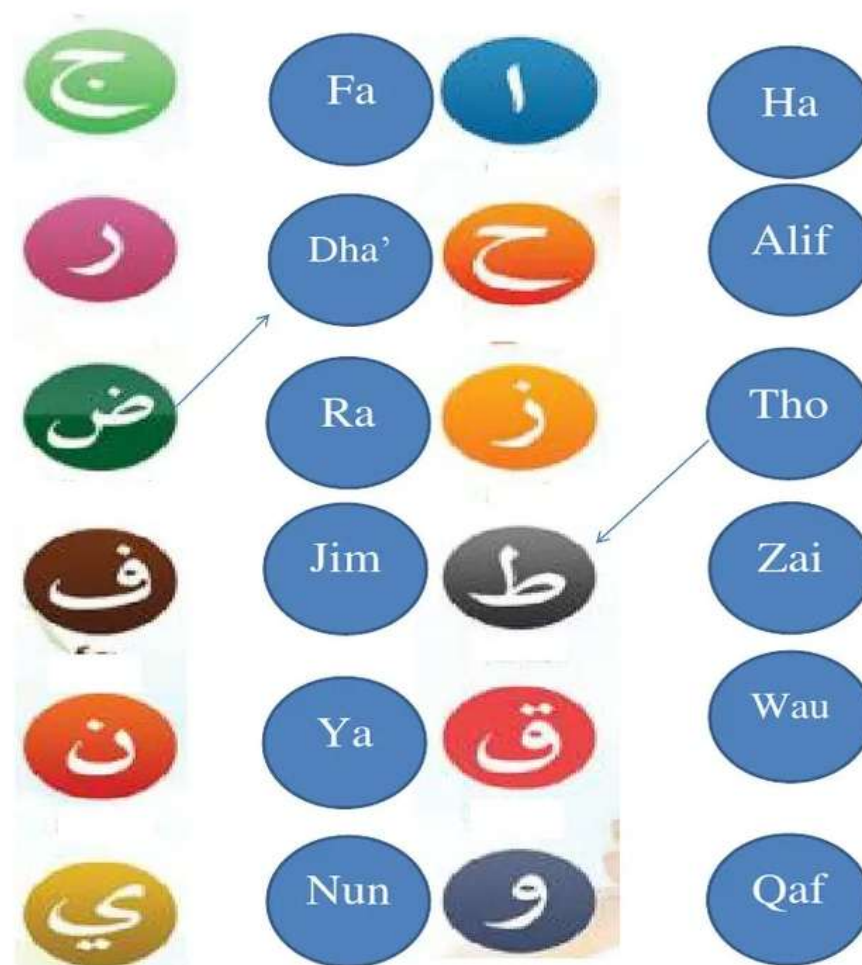 ج Fa ا Ha
ر Dha’ ح Alif
ض Ra ز Tho
ف Jim ط Zai
ن Ya ق Wau
ي Nun و Qaf